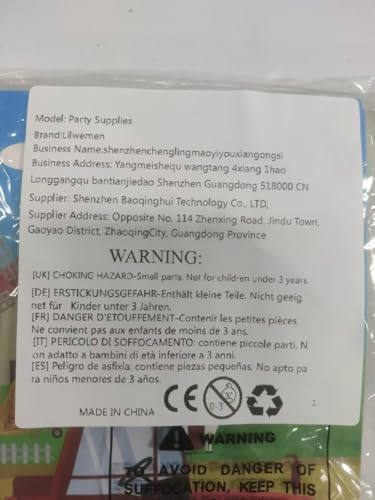 Model: Party Supplies
Brand:Lilwemen
Business Name:shenzhenchenglingmaoyiyouxiangongsi
Business Address: Yangmeishequ wangtang 4xiang 1hao
Longgangqu bantianjiedao Shenzhen Guangdong 518000 CN
Supplier: Shenzhen Baoqinghui Technology Co., LTD,
Supplier Address: Opposite No. 114 Zhenxing Road. Jindu Town,
Gaoyao District, ZhaoqingCity, Guangdong Province
WARNING:
[UK] CHOKING HAZARD-Small parts. Not for children under 3 years.
[DE] ERSTICKUNGSGEFAHR-Enthält kleine Teile. Nicht geeig
net für Kinder unter 3 Jahren.
[FR] DANGER D'ETOUFFEMENT-Contenir les petites pièces.
Ne convient pas aux enfants de moins de 3 ans.
[IT] PERICOLO DI SOFFOCAMENTO: contiene piccole parti. N
on adatto a bambini di età inferiore a 3 anni.
[ES] Peligro de asfixia: contiene piezas pequeñas. No apto pa
ra niños menores de 3 años.
MADE IN CHINA CE 0-3 1
WARNING
TO AVOID DANGER OF
SUFFOCATION, KEEP THIS